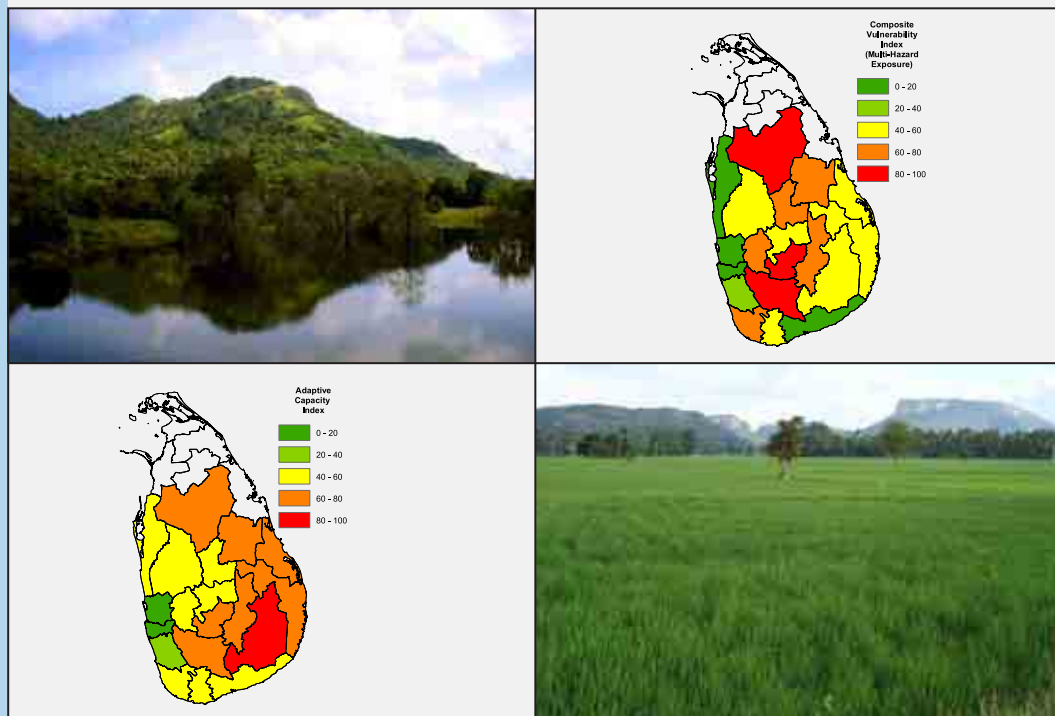 Composite
Vulnerability
Index
(Multi-Hazard
Exposure)
0 - 20
20 - 40
40 - 60
60 - 80
80 - 100
Adaptive
Capacity
Index
0 - 20
20 - 40
40 - 60
60 - 80
80 - 100